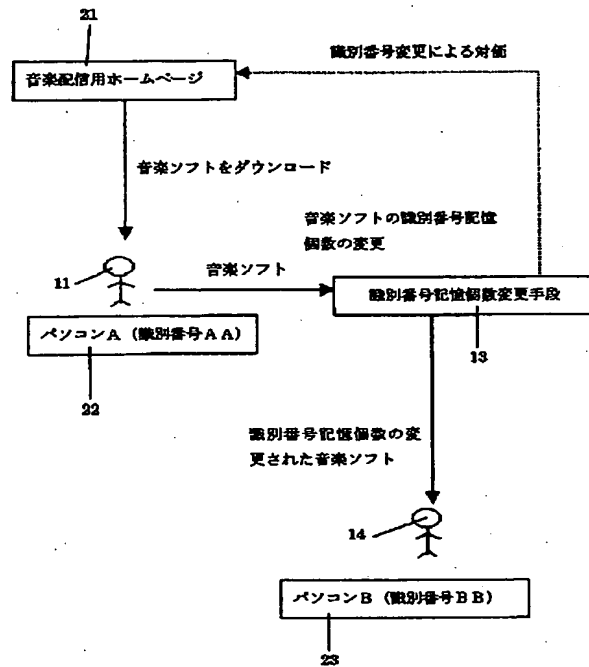 21
識別番号変更による対価
音楽配信用ホームページ
音楽ソフトをダウンロード
音楽ソフトの識別番号記憶
個数の変更
11
音楽ソフト
識別番号記憶個数変更手段
パソコンA（識別番号AA）
13
22
識別番号記憶個数の変
更された音楽ソフト
14
パソコンB（識別番号BB）
23